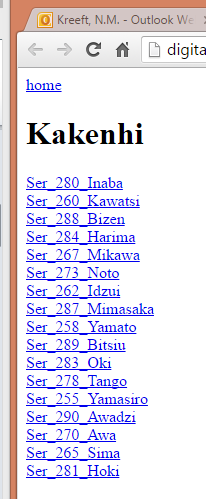 Kreeft, N.M. - Outlook We
digita
home
Kakenhi
Ser_280_Inaba
Ser_260_Kawatsi
Ser_288_Bizen
Ser_284_Harima
Ser_267_Mikawa
Ser_273_Noto
Ser_262_Idzui
Ser_287_Mimasaka
Ser_258_Yamato
Ser_289_Bitsiu
Ser_283_Oki
Ser_278_Tango
Ser_255_Yamasiro
Ser_290_Awadzi
Ser_270_Awa
Ser_265_Sima
Ser_281_Hoki